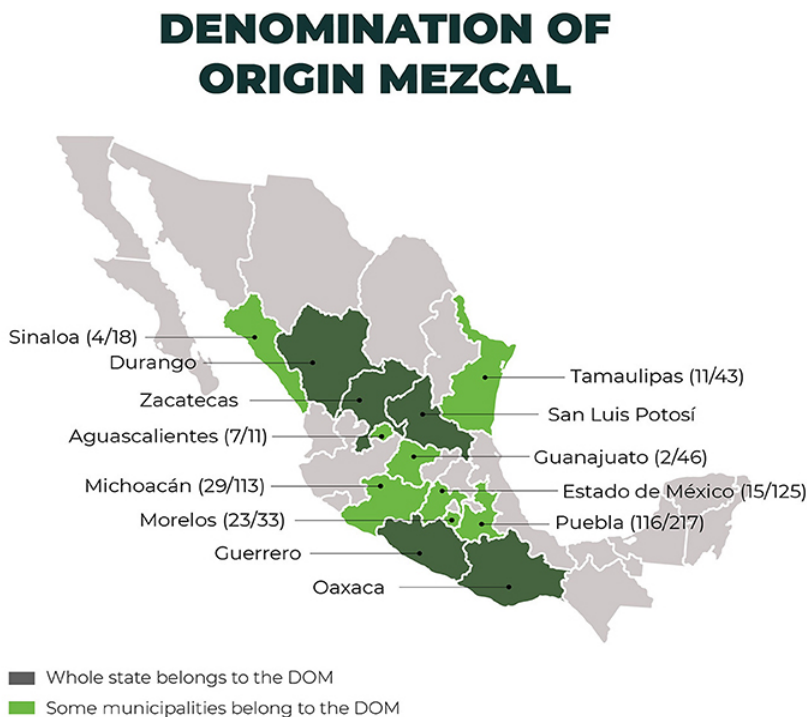 DENOMINATION OF
ORIGIN MEZCAL
Sinaloa (4/18)
Durango
Zacatecas
Aguascalientes (7/11)
Michoacán (29/113)
Morelos (23/33)
Guerrero
Oaxaca
Tamaulipas (11/43)
San Luis Potosí
Guanajuato (2/46)
Estado de México (15/125)
Puebla (116/217)
Whole state belongs to the DOM
Some municipalities belong to the DOM